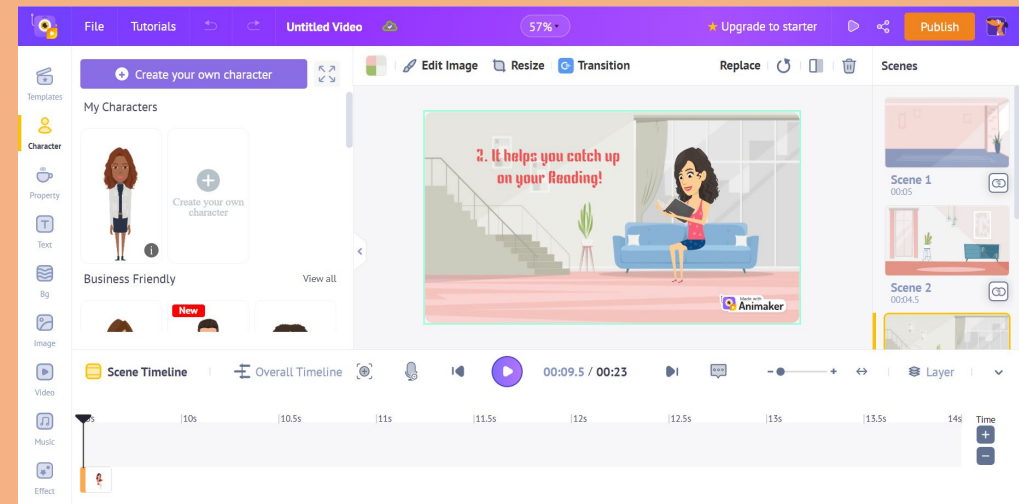 File Tutorials Untitled Video 57% Upgrade to starter Publish
Templates
Character
Property
Text
Bg
Image
Video
Music
Effect
Create your own character
My Characters
Create your own
character
Business Friendly View all
New
Edit Image Resize Transition Replace
2. It helps you catch up
on your Reading!
Made with
Animaker
Scenes
Scene 1
00:05
Scene 2
00:04.5
Scene Timeline Overall Timeline 00:09.5 / 00:23 - + Layer
10s 10.5s 11s 11.5s 12s 12.5s 13s 13.5s 14s Time
+
-